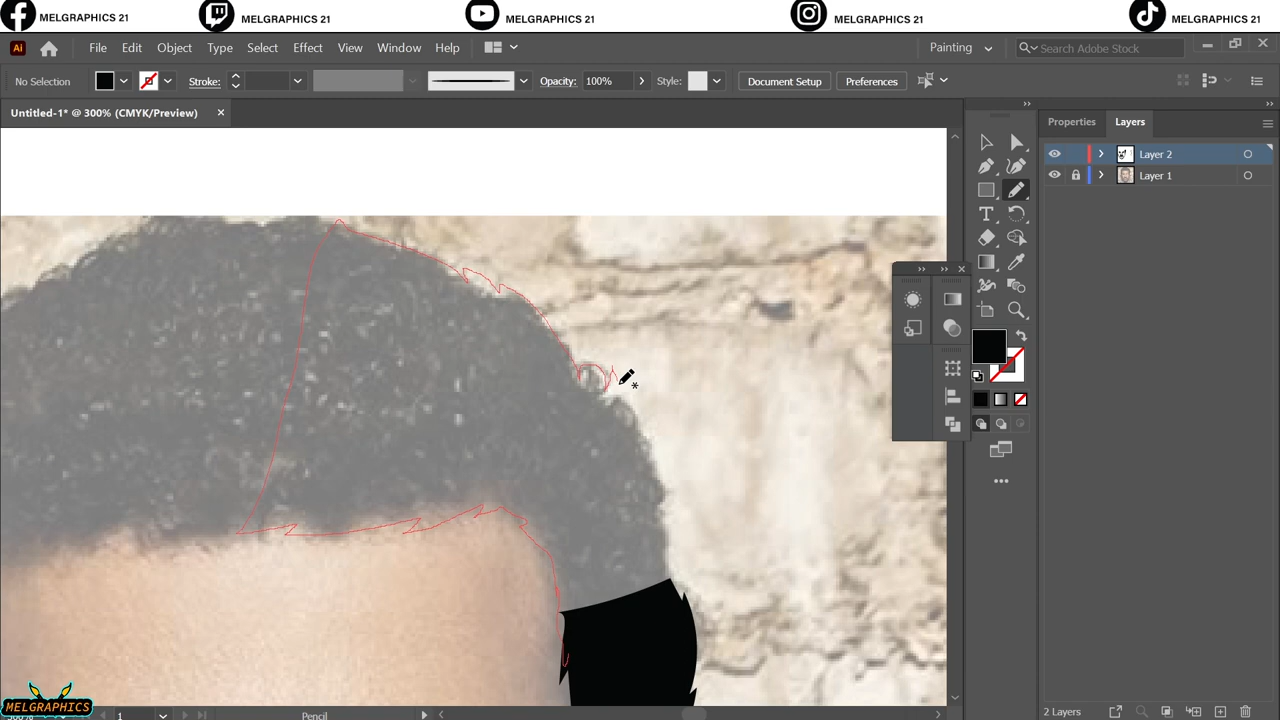 MELGRAPHICS 21 MELGRAPHICS 21 MELGRAPHICS 21 MELGRAPHICS 21 MELGRAPHICS 21
Ai File Edit Object Type Select Effect View Window Help Painting Search Adobe Stock
No Selection Stroke: Opacity: 100% Style: Document Setup Preferences
Untitled-1* @ 300% (CMYK/Preview)
Properties Layers
Layer 2
Layer 1
MELGRAPHICS
300% 1 Pencil 2 Layers